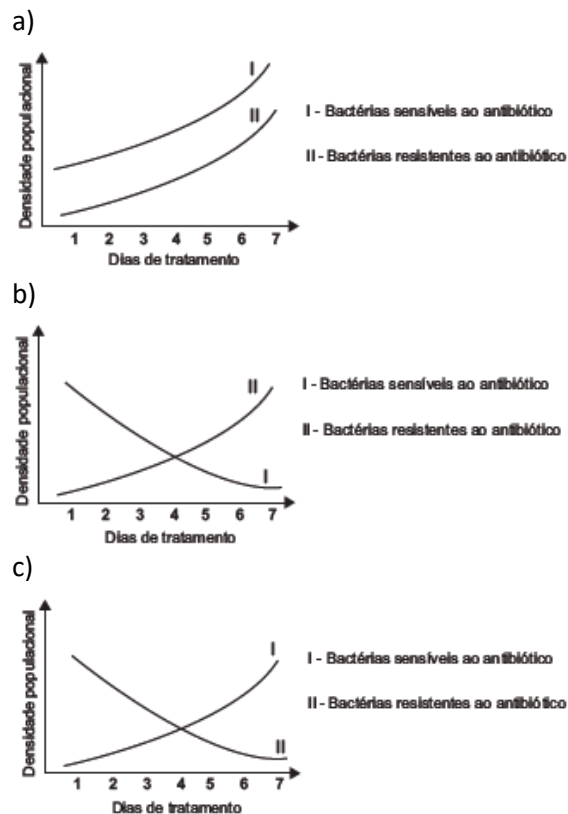 a)
Densidade populacional
I
II
I - Bactérias sensíveis ao antibiótico
II - Bactérias resistentes ao antibiótico
1 2 3 4 5 6 7
Dias de tratamento
b)
Densidade populacional
II
I
I - Bactérias sensíveis ao antibiótico
II - Bactérias resistentes ao antibiótico
1 2 3 4 5 6 7
Dias de tratamento
c)
Densidade populacional
I
II
I - Bactérias sensíveis ao antibiótico
II - Bactérias resistentes ao antibiótico
1 2 3 4 5 6 7
Dias de tratamento